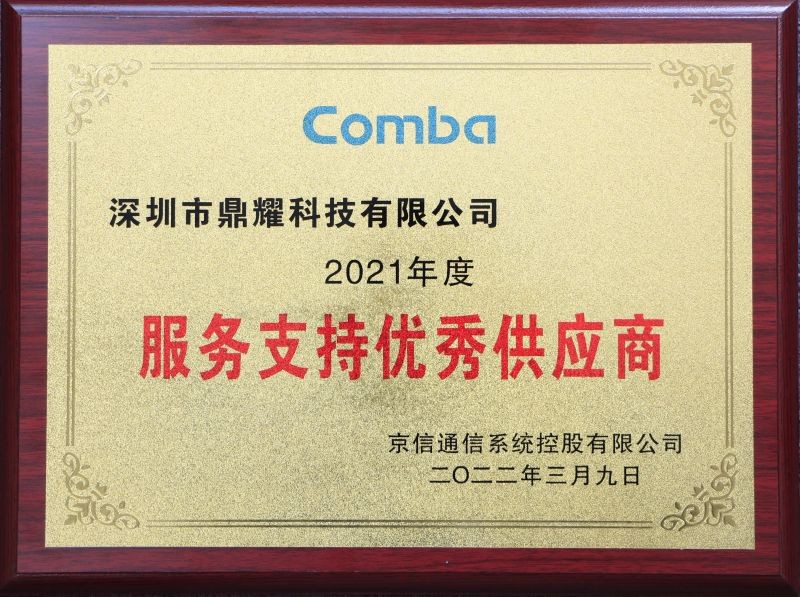 Comba
深圳市鼎耀科技有限公司
2021年度
服务支持优秀供应商
京信通信系统控股有限公司
二〇二二年三月九日